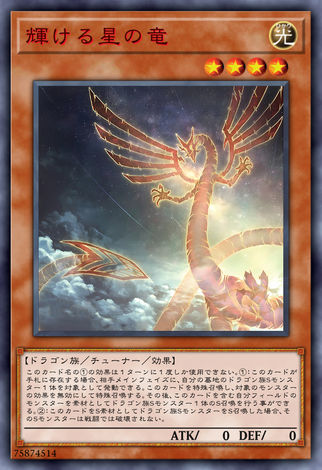 輝ける星の竜
光
【ドラゴン族／チューナー／効果】
このカード名の①の効果は１ターンに１度しか使用できない。①：このカードが
手札に存在する場合、相手メインフェイズに、自分の墓地のドラゴン族Sモンス
ター１体を対象として発動できる。このカードを特殊召喚し、対象のモンスター
の効果を無効にして特殊召喚する。その後、このカードを含む自分フィールドの
モンスターを素材としてドラゴン族Sモンスター１体のS召喚を行う事ができ
る。②：このカードをS素材としてドラゴン族SモンスターをS召喚した場合、そ
のSモンスターは戦闘では破壊されない。
ATK/ 0 DEF/ 0
75874514